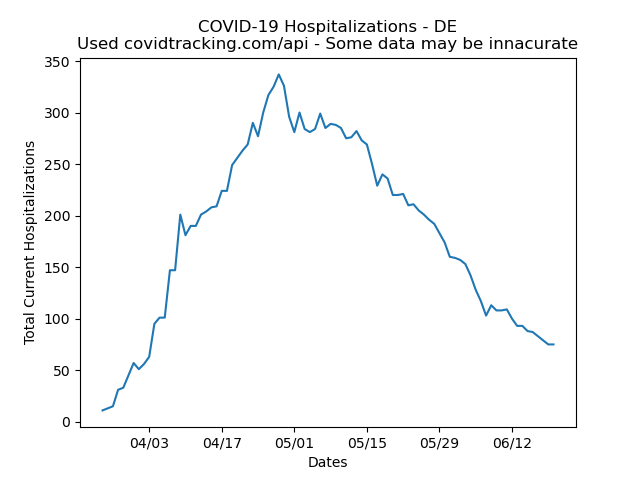 COVID-19 Hospitalizations - DE
Used covidtracking.com/api - Some data may be innacurate
350
300
250
200
150
100
50
0
Total Current Hospitalizations
04/03 04/17 05/01 05/15 05/29 06/12
Dates